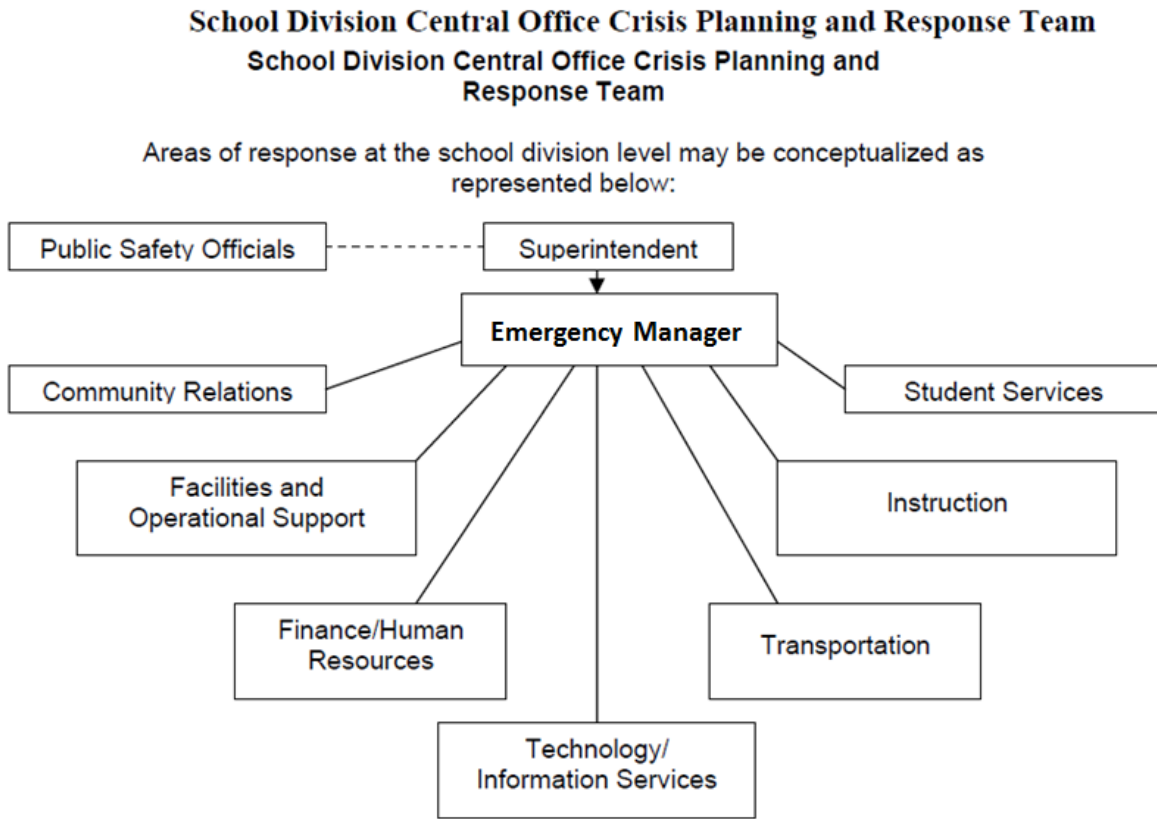 School Division Central Office Crisis Planning and Response Team
School Division Central Office Crisis Planning and
Response Team
Areas of response at the school division level may be conceptualized as
represented below:
Public Safety Officials
Superintendent
Emergency Manager
Community Relations
Student Services
Facilities and
Operational Support
Instruction
Finance/Human
Resources
Transportation
Technology/
Information Services